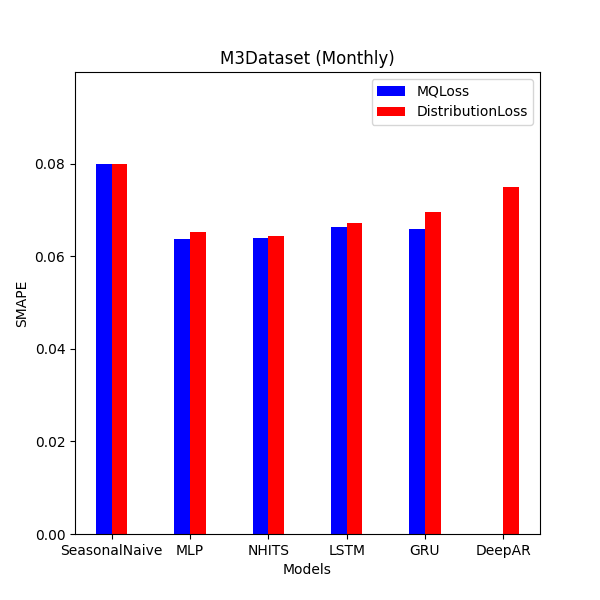 M3Dataset (Monthly)
MQLoss
DistributionLoss
SMAPE
0.08
0.06
0.04
0.02
0.00
SeasonalNaive MLP NHITS LSTM GRU DeepAR
Models